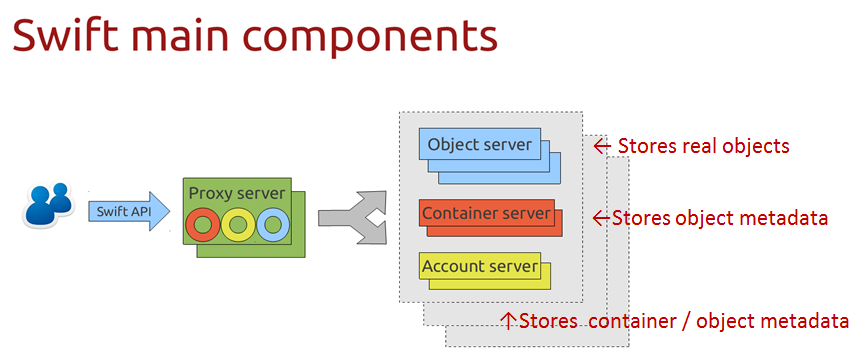 Swift main components
Swift API
Proxy server
Object server
← Stores real objects
Container server
←Stores object metadata
Account server
↑Stores container / object metadata